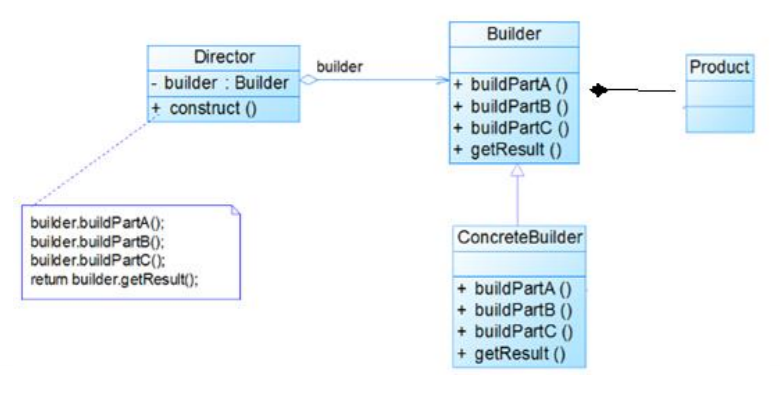 Director
- builder : Builder
+ construct ()
builder
Builder
+ buildPartA ()
+ buildPartB ()
+ buildPartC ()
+ getResult ()
Product
builder.buildPartA();
builder.buildPartB();
builder.buildPartC();
return builder.getResult();
ConcreteBuilder
+ buildPartA ()
+ buildPartB ()
+ buildPartC ()
+ getResult ()